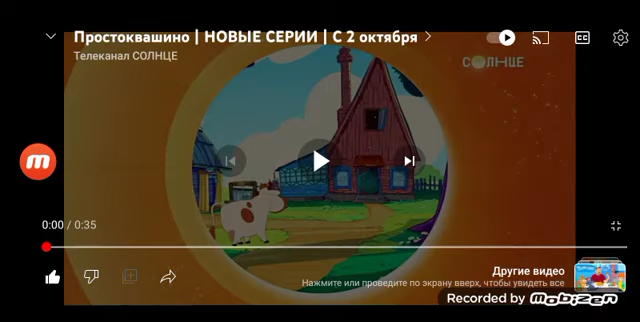 Простоквашино | НОВЫЕ СЕРИИ | С 2 октября
Телеканал СОЛНЦЕ
СОЛНЦЕ
CC
m
0:00 / 0:35
Другие видео
Нажмите или проведите по экрану вверх, чтобы увидеть все
Recorded by Mobizen